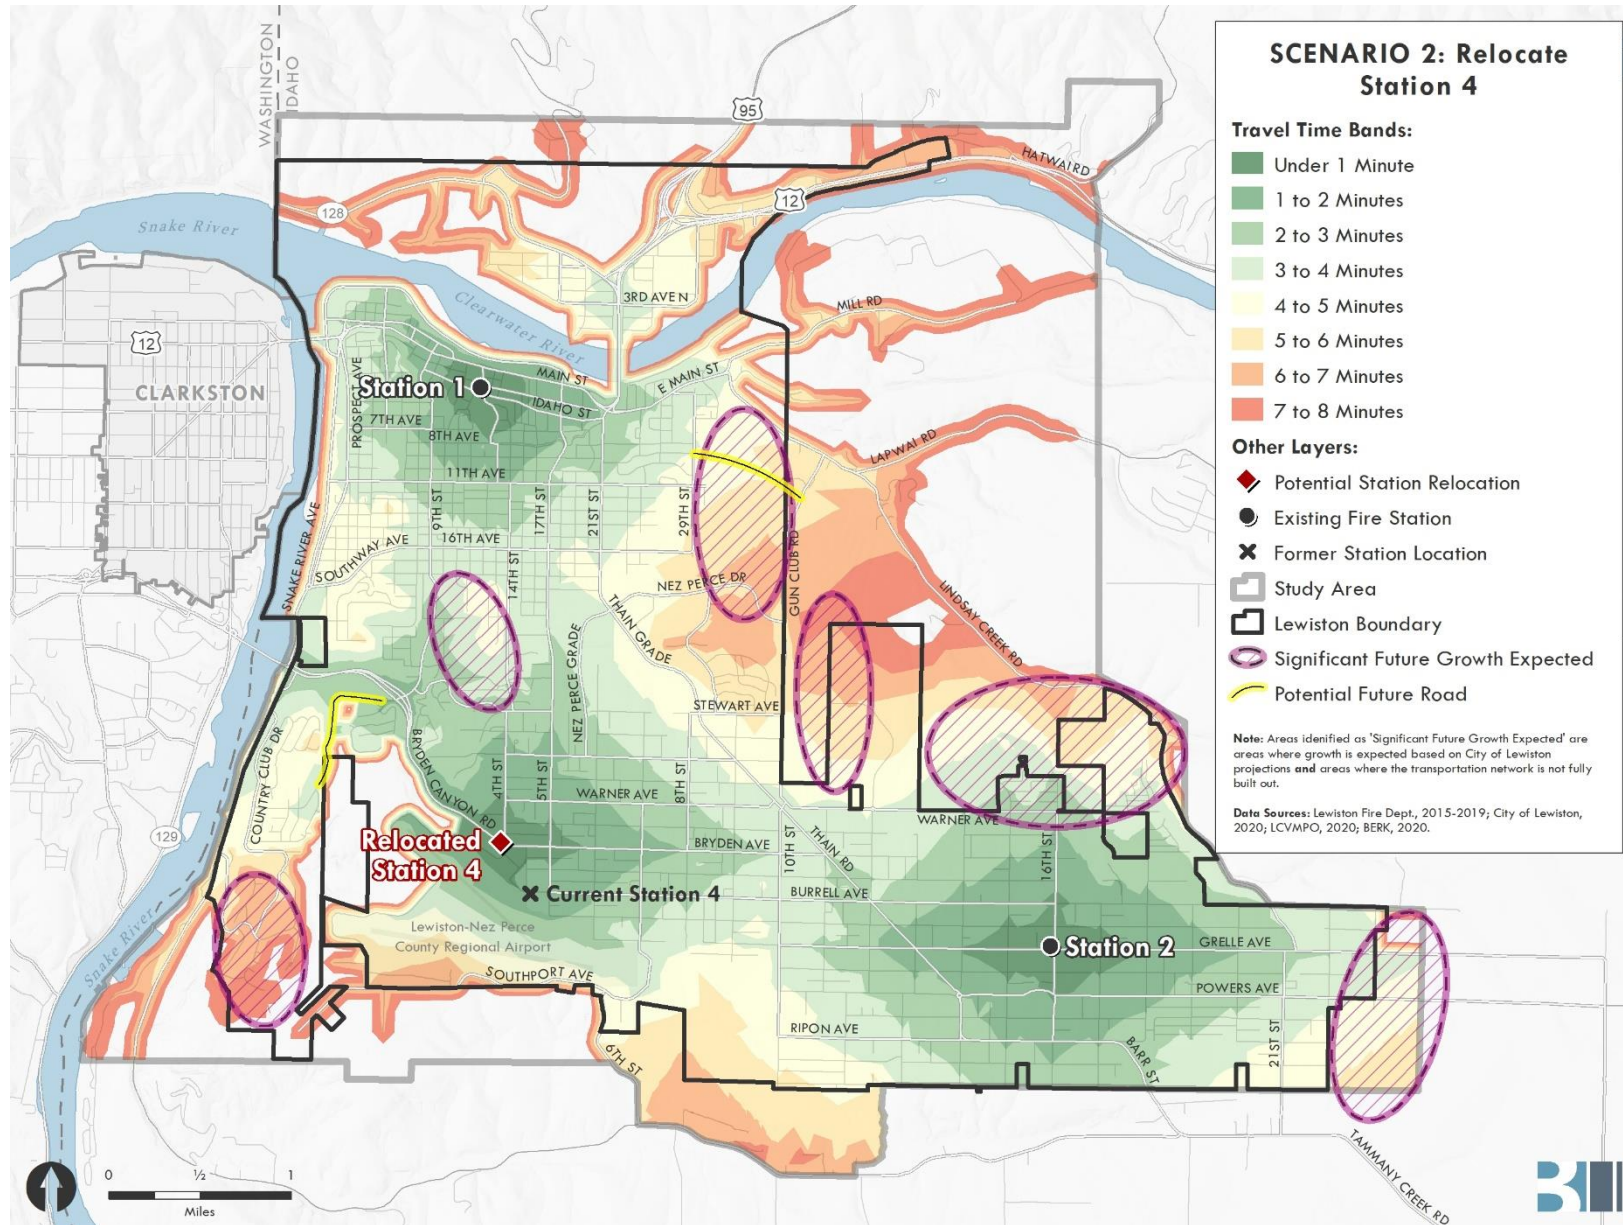 SCENARIO 2: Relocate
Station 4
Travel Time Bands:
Under 1 Minute
1 to 2 Minutes
2 to 3 Minutes
3 to 4 Minutes
4 to 5 Minutes
5 to 6 Minutes
6 to 7 Minutes
7 to 8 Minutes
Other Layers:
Potential Station Relocation
Existing Fire Station
Former Station Location
Study Area
Lewiston Boundary
Significant Future Growth Expected
Potential Future Road
Note: Areas idenified as 'Significant Future Growth Expected' are
areas where growth is expected based on City of Lewiston
projections and areas where the transportation network is not fully
built out.
Data Sources: Lewiston Fire Dept., 2015-2019; City of Lewiston,
2020; LCVMPO, 2020; BERK, 2020.
WASHINGTON
IDAHO
95
HATWAI RD
12
128
Snake River
3RD AVE N
Clearwater River
MILL RD
12
CLARKSTON
PROSPECT AVE
Station 1
MAIN ST
E MAIN ST
IDAHO ST
7TH AVE
8TH AVE
11TH AVE
LAPWAI RD
9TH ST
17TH ST
21ST ST
29TH ST
16TH AVE
14TH ST
SNAKE RIVER AVE
SOUTHWAY AVE
NEZ PERCE DR
GUN CLUB RD
LINDSAY CREEK RD
THAIN GRADE
NEZ PERCE GRADE
STEWART AVE
COUNTRY CLUB DR
BRYDEN CANYON RD
4TH ST
5TH ST
8TH ST
WARNER AVE
WARNER AVE
129
Relocated
Station 4
BRYDEN AVE
10TH ST
THAIN RD
16TH ST
Current Station 4
BURRELL AVE
Lewiston-Nez Perce
County Regional Airport
Station 2
GRELLE AVE
Snake River
SOUTHPORT AVE
POWERS AVE
RIPON AVE
6TH ST
BARR ST
21ST ST
TAMMANY CREEK RD
0
½
1
Miles
B